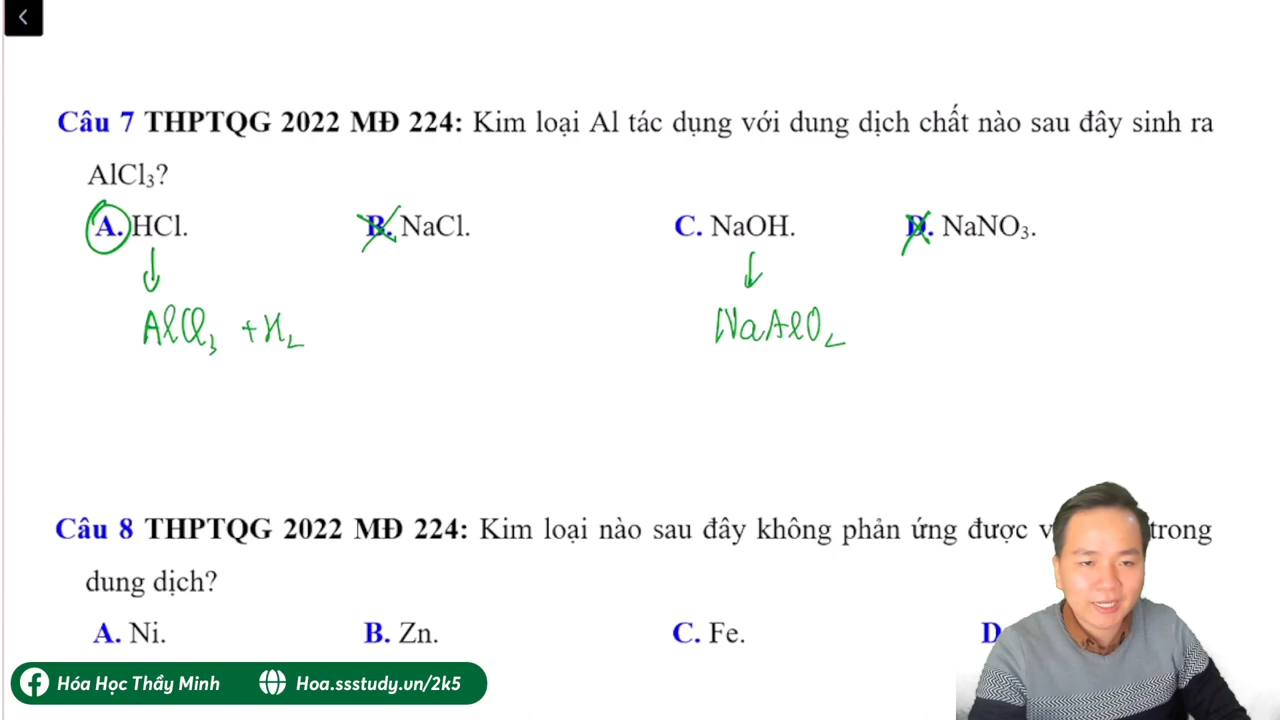 Câu 7 THPTQG 2022 MĐ 224: Kim loại Al tác dụng với dung dịch chất nào sau đây sinh ra
AlCl₃?
A. HCl. B. NaCl. C. NaOH. D. NaNO₃.
↓ ↓
AlCl₃ + H₂ NaAlO₂
Câu 8 THPTQG 2022 MĐ 224: Kim loại nào sau đây không phản ứng được trong
dung dịch?
A. Ni. B. Zn. C. Fe. D
Hóa Học Thầy Minh Hoa.ssstudy.vn/2k5